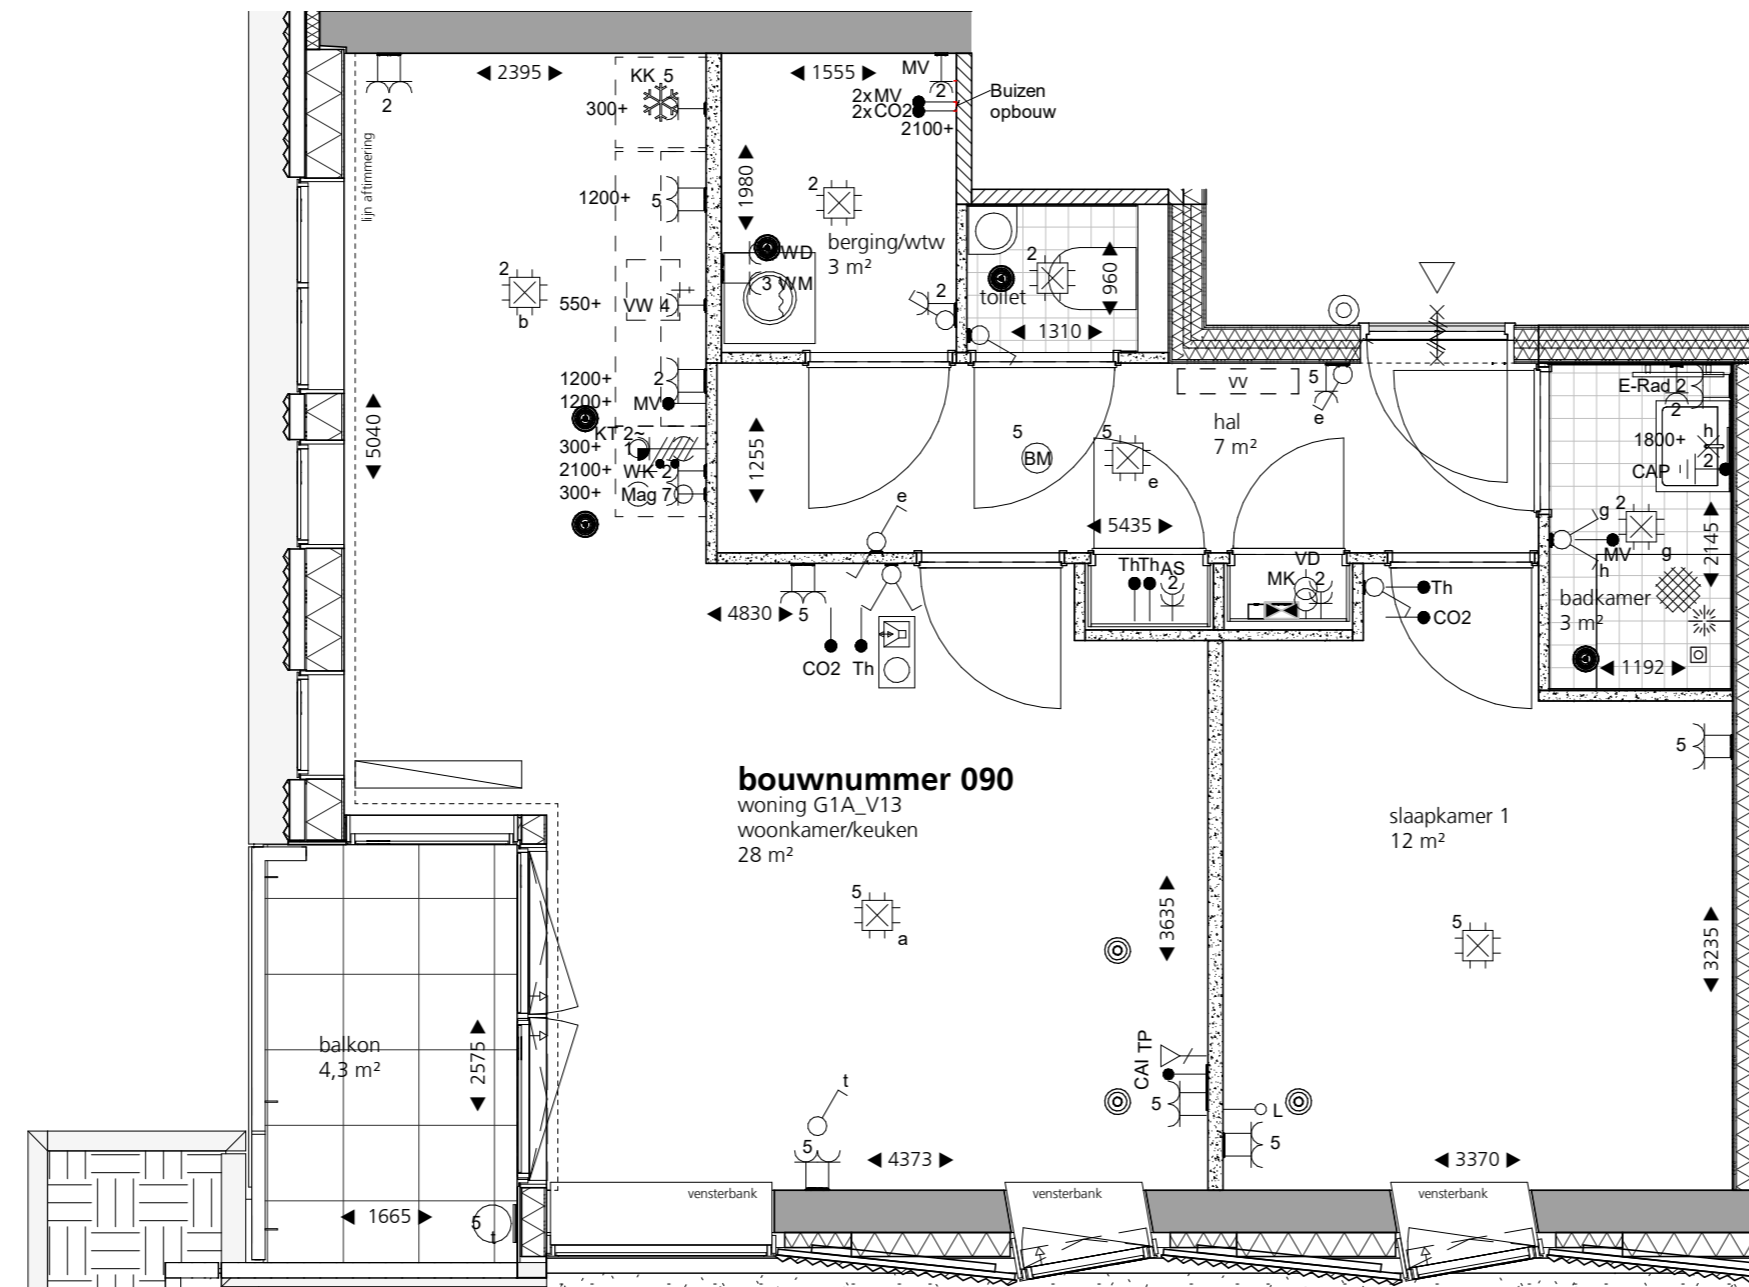 2395
KK 5
300+
2
lijn aftimmering
1200+
5
2
b
550+
VW 4
1200+
2
1200+
MV
KT 2~
300+
1
2100+
WK 2
300+
Mag 7
5040
1555
MV
2
2xMV
2xCO2
2100+
Buizen
opbouw
1980
2
berging/wtw
3 m²
WD
3 WM
2
2
toilet
960
1310
VV
5
e
hal
7 m²
1255
5
BM
5
e
5435
e
E-Rad 2
2
1800+
h
CAP
2
2
g
g
MV
h
2145
badkamer
3 m²
1192
4830
5
CO2
Th
ThTh
AS
2
VD
MK
2
Th
CO2
5
bouwnummer 090
woning G1A_V13
woonkamer/keuken
28 m²
slaapkamer 1
12 m²
5
a
3635
5
3235
balkon
4,3 m²
2575
CAI TP
5
L
5
t
5
4373
3370
1665
5
t
vensterbank
vensterbank
vensterbank